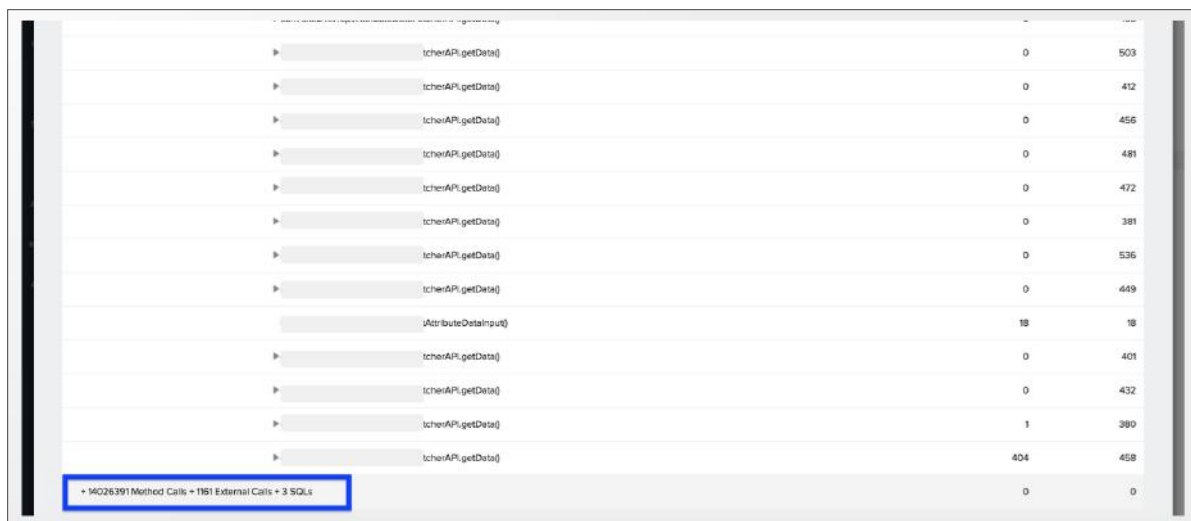 tcherAPI.getData() 0 503
tcherAPI.getData() 0 412
tcherAPI.getData() 0 456
tcherAPI.getData() 0 481
tcherAPI.getData() 0 472
tcherAPI.getData() 0 381
tcherAPI.getData() 0 536
tcherAPI.getData() 0 449
AttributeDataInput() 18 18
tcherAPI.getData() 0 401
tcherAPI.getData() 0 432
tcherAPI.getData() 1 380
tcherAPI.getData() 404 458
+ 14026391 Method Calls + 1161 External Calls + 3 SQLs 0 0